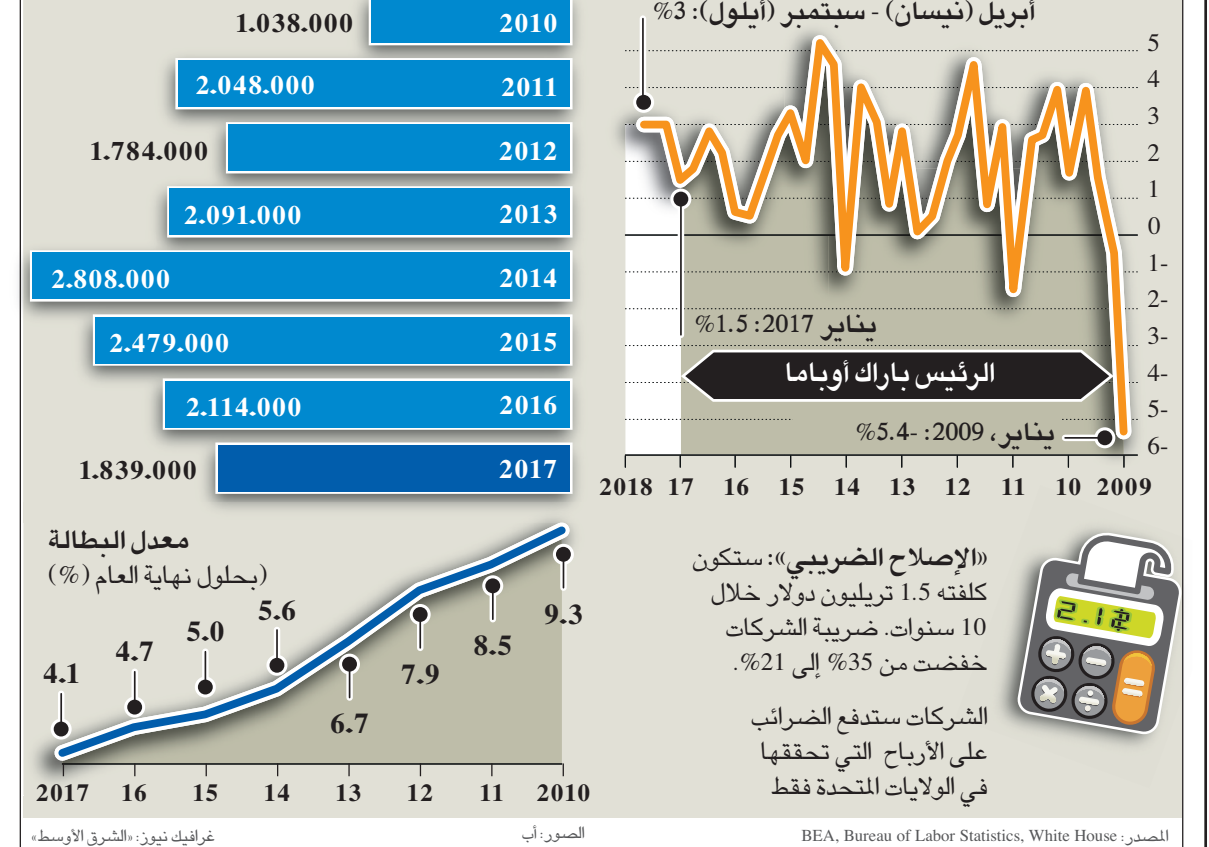 أبريل (نيسان) - سبتمبر (أيلول): 3%
5
4
3
2
1
0
1-
2-
3-
4-
5-
6-
يناير 2017: 1.5%
الرئيس باراك أوباما
يناير، 2009: -5.4%
2018 17 16 15 14 13 12 11 10 2009
2010 1.038.000
2011 2.048.000
2012 1.784.000
2013 2.091.000
2014 2.808.000
2015 2.479.000
2016 2.114.000
2017 1.839.000
«الإصلاح الضريبي»: ستكون
كلفته 1.5 تريليون دولار خلال
10 سنوات. ضريبة الشركات
خفضت من 35% إلى 21%.
الشركات ستدفع الضرائب
على الأرباح التي تحققها
في الولايات المتحدة فقط
معدل البطالة
(بحلول نهاية العام (%)
4.1
4.7
5.0
5.6
6.7
7.9
8.5
9.3
2017 16 15 14 13 12 11 2010
المصدر: BEA, Bureau of Labor Statistics, White House
الصور: أب
غرافيك نيوز: «الشرق الأوسط»